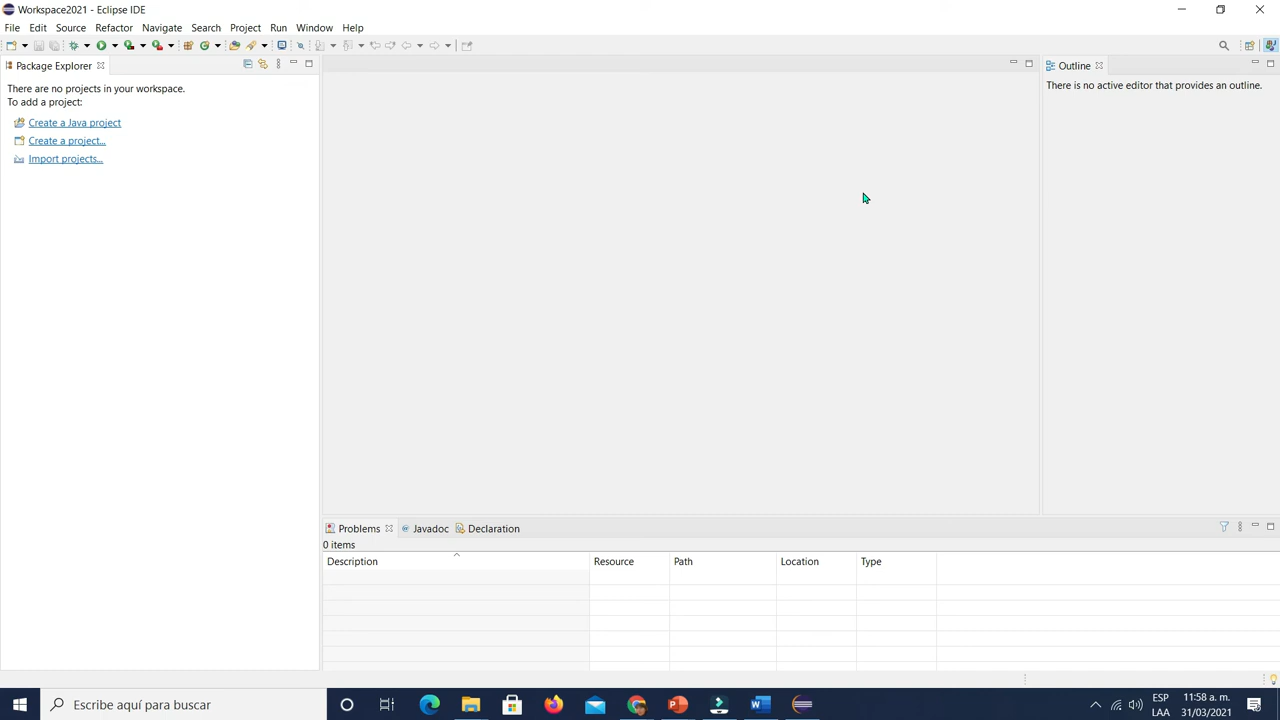 Workspace2021 - Eclipse IDE
File Edit Source Refactor Navigate Search Project Run Window Help
Package Explorer
There are no projects in your workspace.
To add a project:
Create a Java project
Create a project...
Import projects...
Outline
There is no active editor that provides an outline.
Problems Javadoc Declaration
0 items
Description Resource Path Location Type
Escribe aquí para buscar
ESP
LAA
11:58 a. m.
31/03/2021